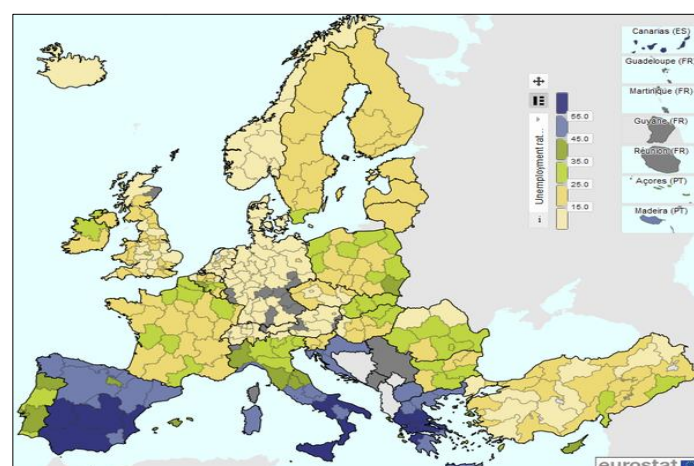 Canarias (ES)
Guadeloupe (FR)
Martinique (FR)
Guyane (FR)
Réunion (FR)
Açores (PT)
Madeira (PT)
Unemployment rat...
55.0
45.0
35.0
25.0
15.0
i
eurostat